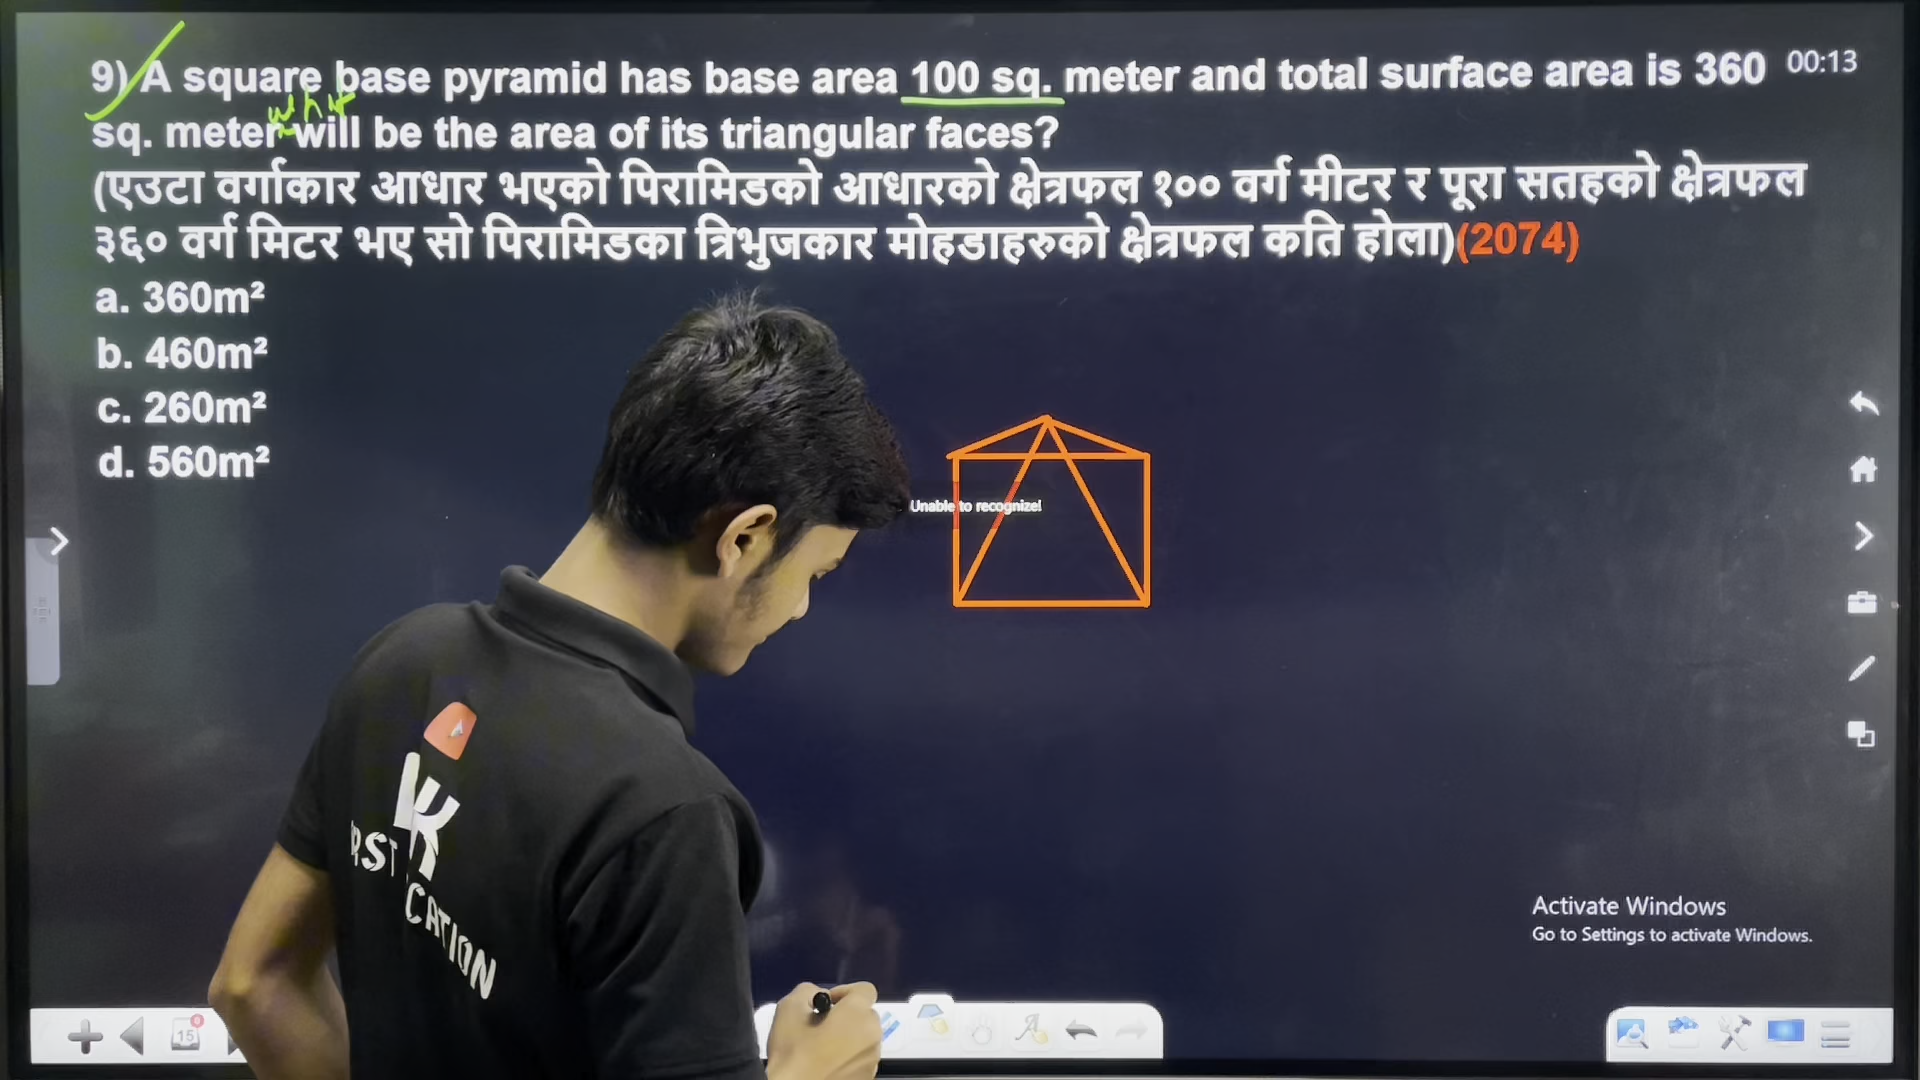 9) A square base pyramid has base area 100 sq. meter and total surface area is 360
00:13
what
sq. meter will be the area of its triangular faces?
(एउटा वर्गाकार आधार भएको पिरामिडको आधारको क्षेत्रफल १०० वर्ग मीटर र पूरा सतहको क्षेत्रफल
३६० वर्ग मिटर भए सो पिरामिडका त्रिभुजकार मोहडाहरुको क्षेत्रफल कति होला)(2074)
a. 360m²
b. 460m²
c. 260m²
d. 560m²
Unable to recognize!
Activate Windows
Go to Settings to activate Windows.
15